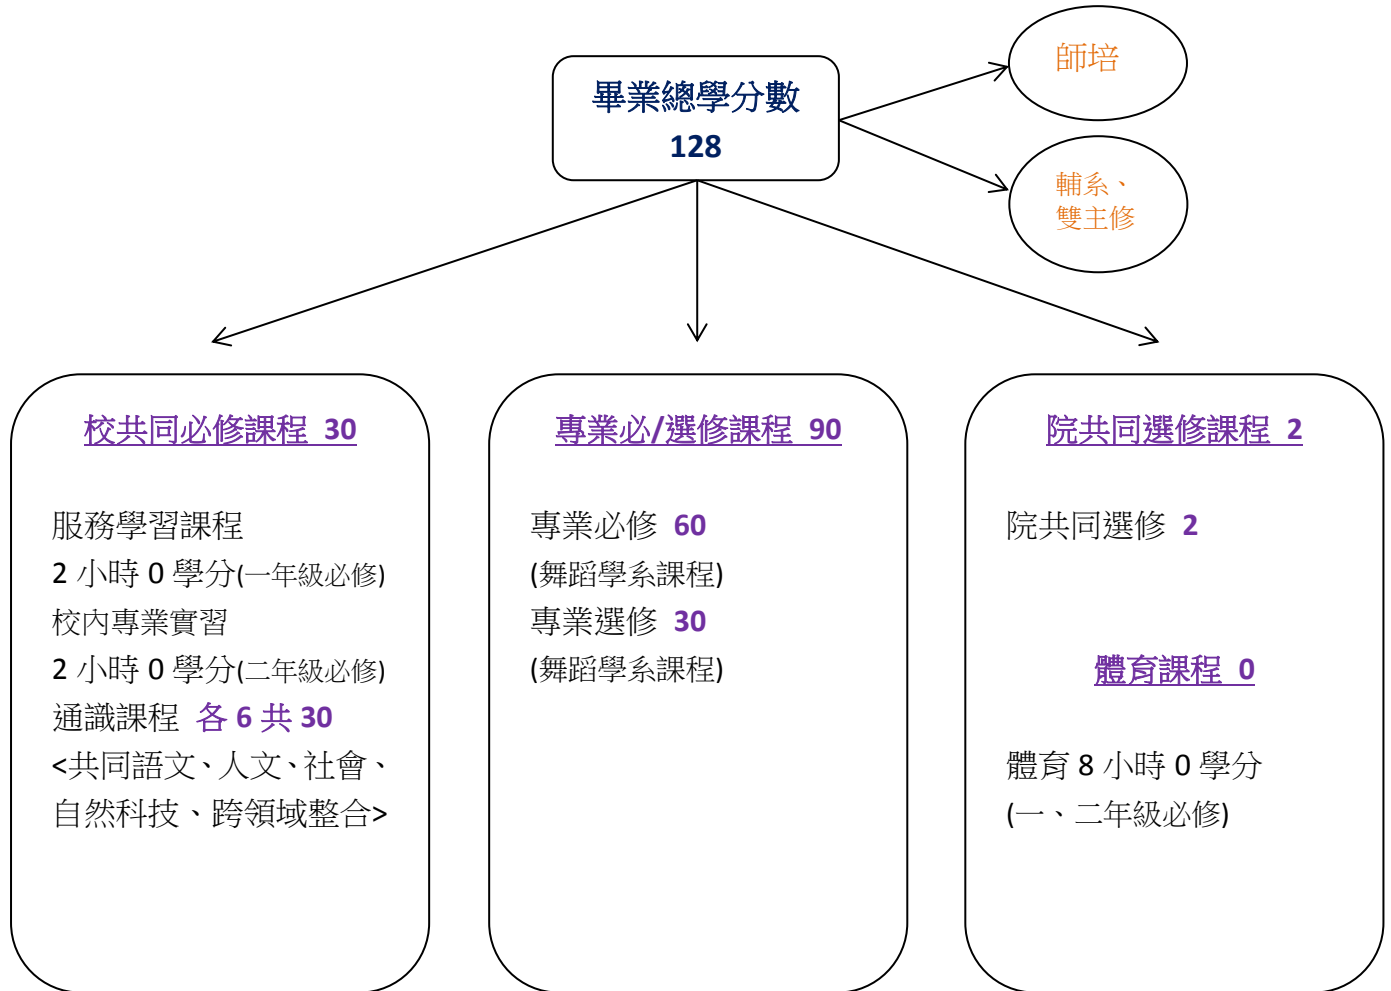 畢業總學分數
128
師培
輔系、
雙主修
校共同必修課程 30
服務學習課程
2 小時 0 學分(一年級必修)
校內專業實習
2 小時 0 學分(二年級必修)
通識課程 各 6 共 30
<共同語文、人文、社會、
自然科技、跨領域整合>
專業必/選修課程 90
專業必修 60
(舞蹈學系課程)
專業選修 30
(舞蹈學系課程)
院共同選修課程 2
院共同選修 2
體育課程 0
體育 8 小時 0 學分
(一、二年級必修)